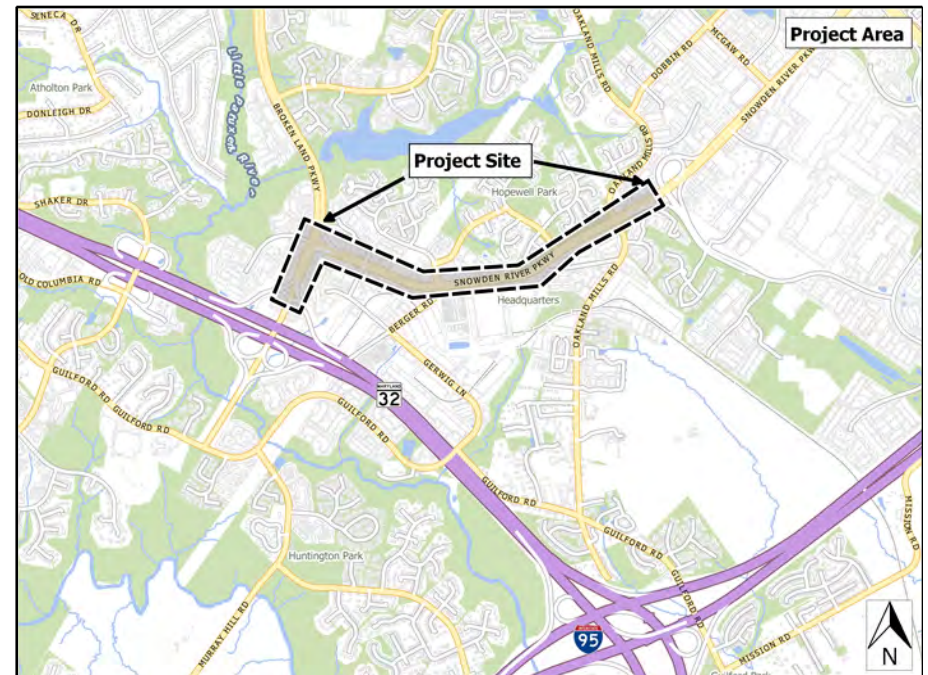 SENECA DR
Project Area
Atholton Park
DONLEIGH DR
Little Patuxent River
BROKEN LAND PKWY
OAKLAND MILLS RD
DOBBIN RD
MCGAW RD
SNOWDEN RIVER PKWY
Project Site
OAKLAND MILLS RD
Hopewell Park
SHAKER DR
OLD COLUMBIA RD
SNOWDEN RIVER PKWY
Headquarters
BERGER RD
OAKLAND MILLS RD
GERWIG LN
GUILFORD RD
GUILFORD RD
MARYLAND
32
GUILFORD RD
GUILFORD RD
GUILFORD RD
MISSION RD
Huntington Park
MURRAY HILL RD
95
GUILFORD RD
MISSION RD
Guilford Park
N